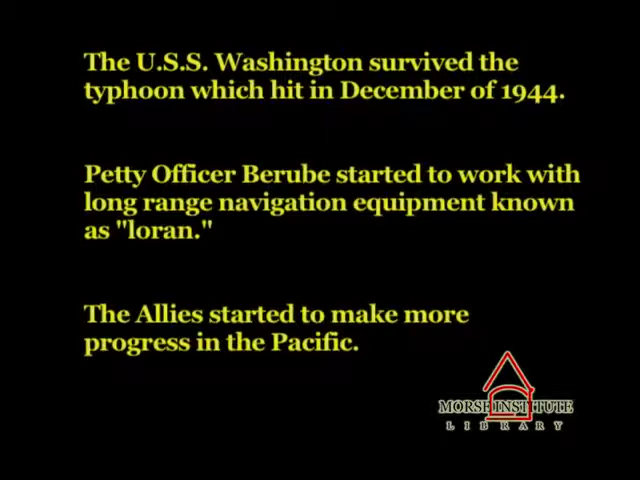 The U.S.S. Washington survived the
typhoon which hit in December of 1944.
Petty Officer Berube started to work with
long range navigation equipment known
as "loran."
The Allies started to make more
progress in the Pacific.
MORSE INSTITUTE
LIBRARY